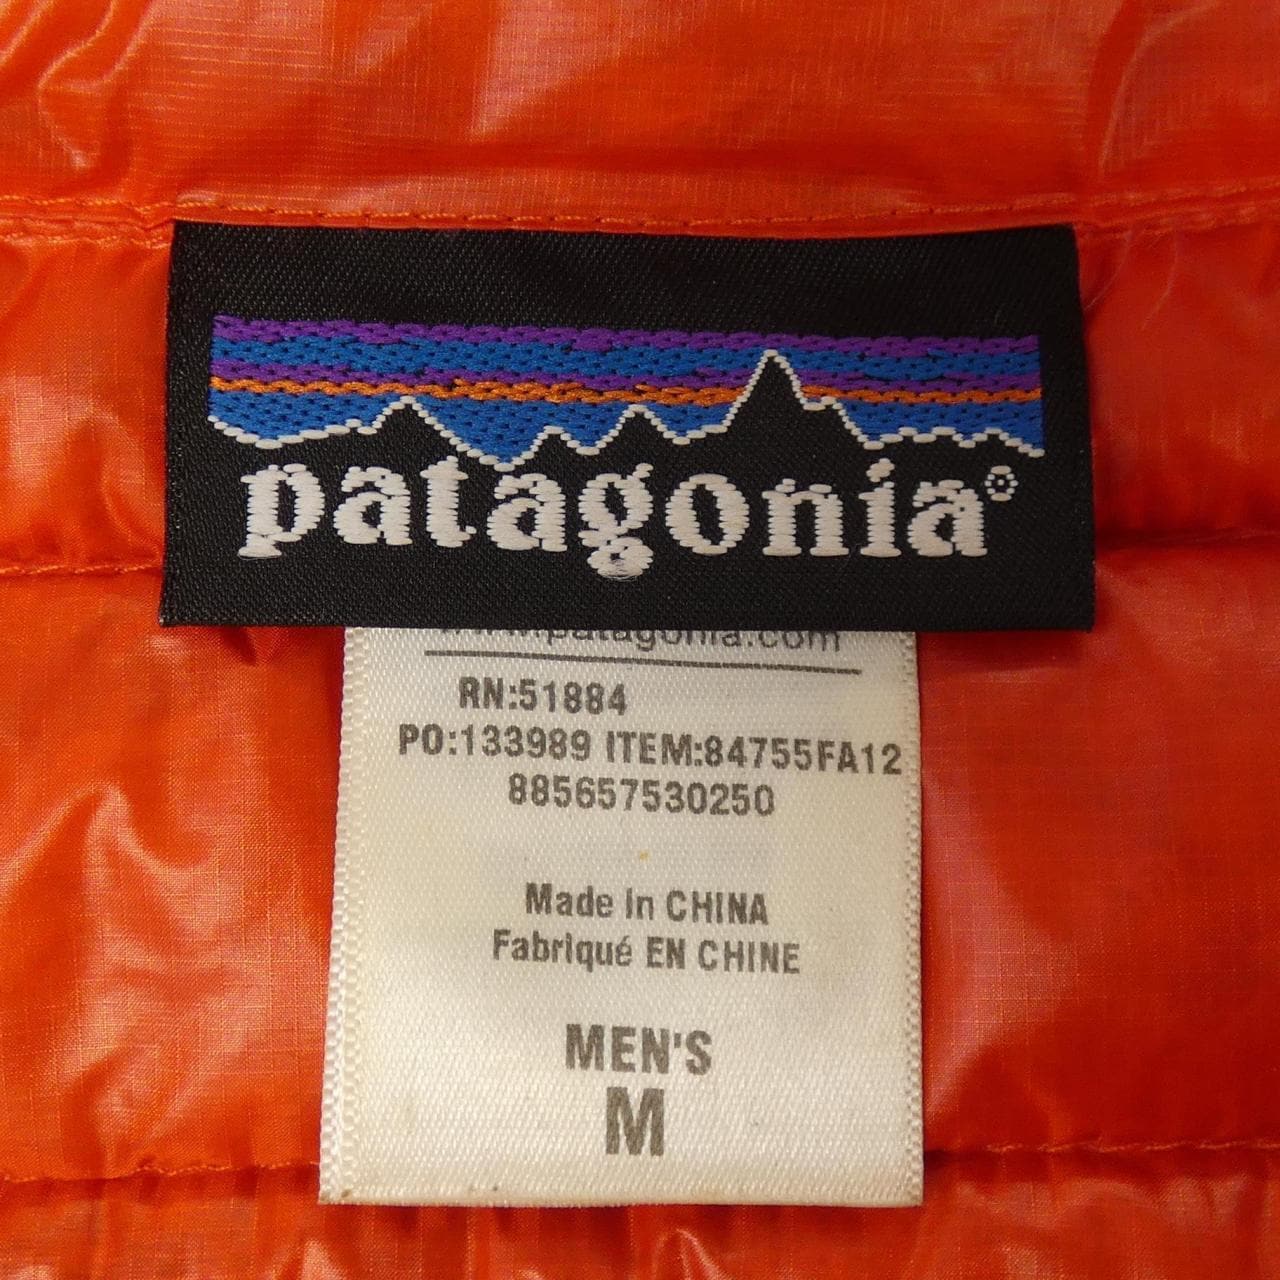 patagonia®
www.patagonia.com
RN:51884
PO:133989 ITEM:84755FA12
885657530250
Made in CHINA
Fabriqué EN CHINE
MEN'S
M